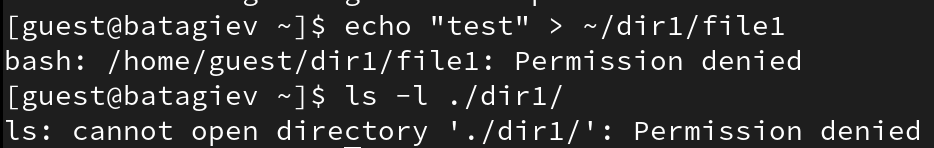 [guest@batagiev ~]$ echo "test" > ~/dir1/file1
bash: /home/guest/dir1/file1: Permission denied
[guest@batagiev ~]$ ls -l ./dir1/
ls: cannot open directory './dir1/': Permission denied